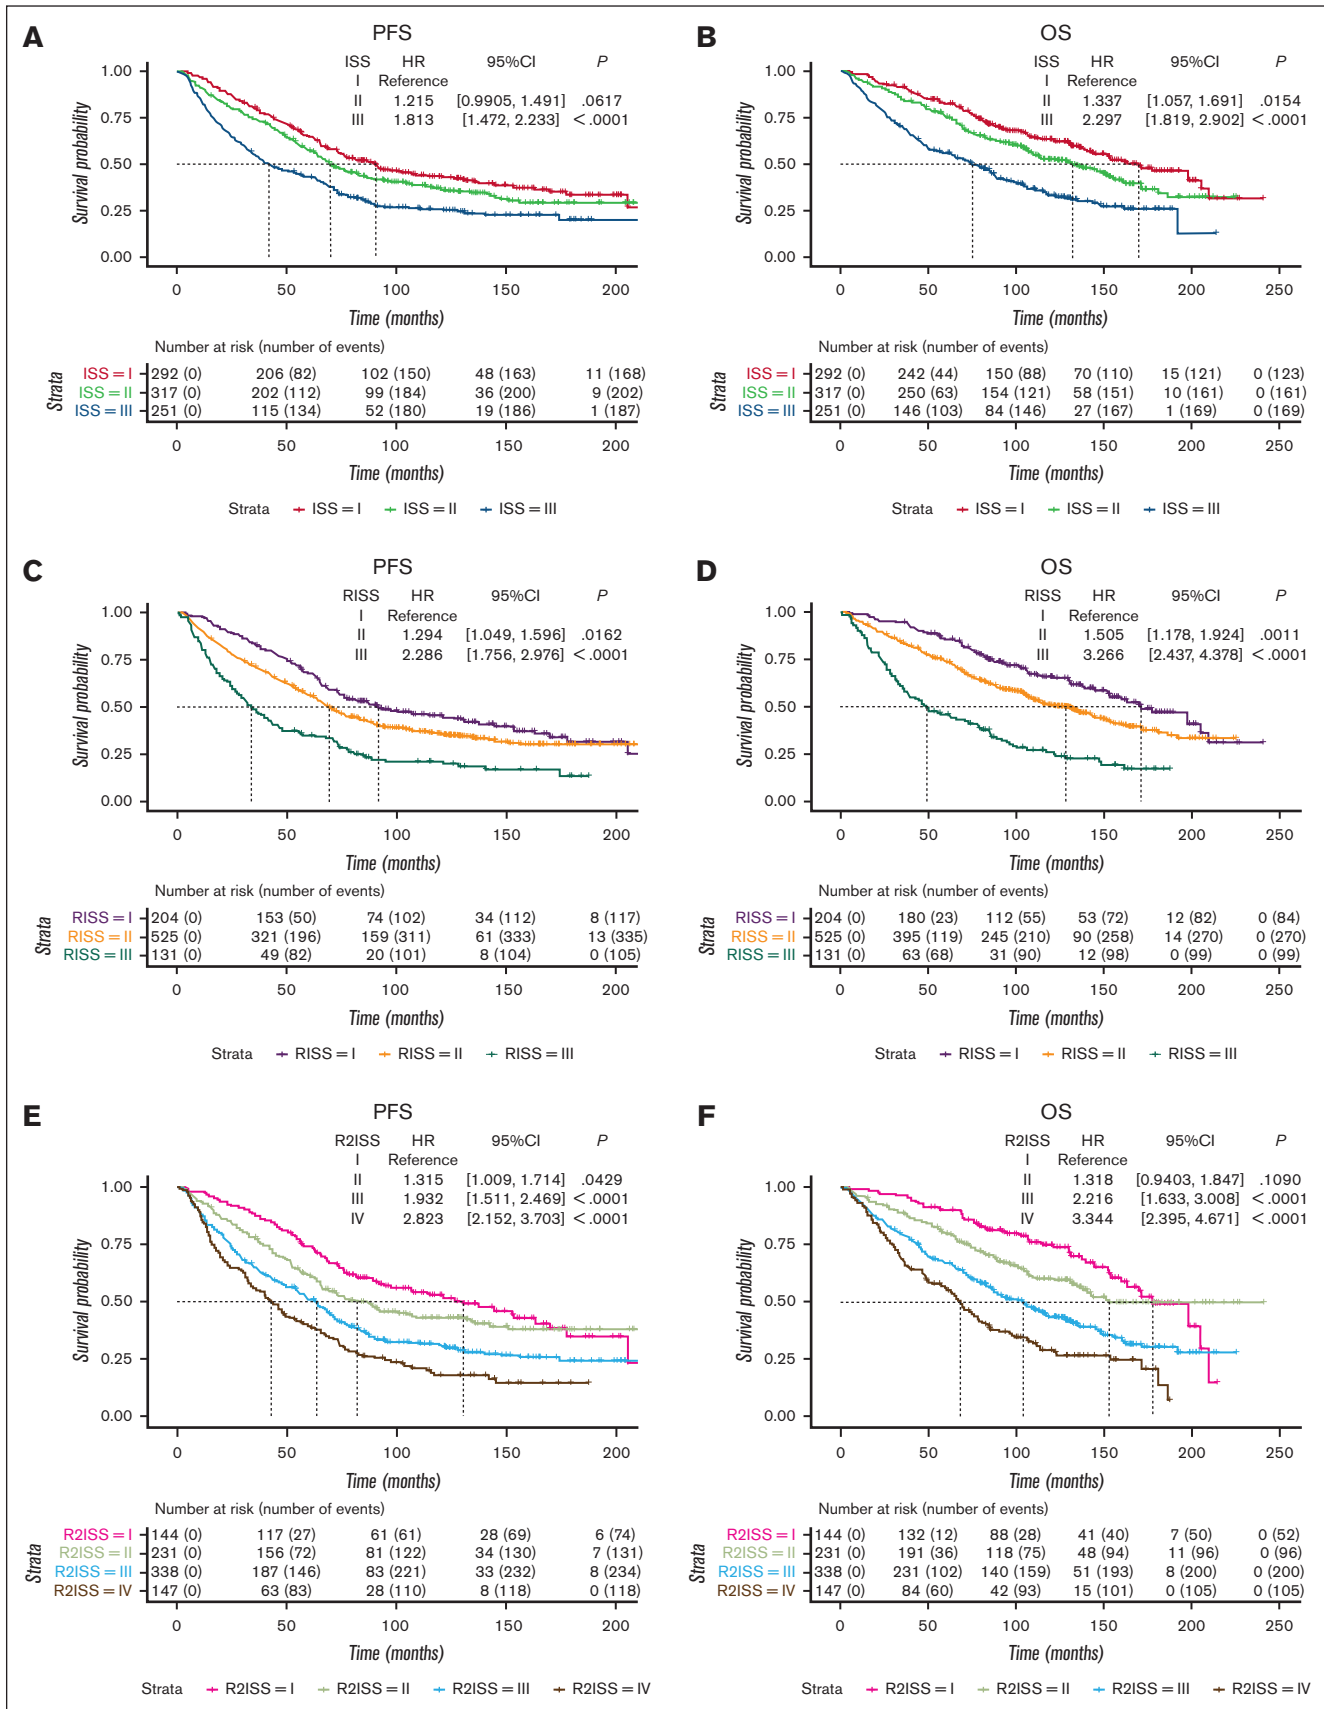 A
PFS
ISS HR 95%CI P
I Reference
II 1.215 [0.9905, 1.491] .0617
III 1.813 [1.472, 2.233] <.0001
Survival probability
1.00
0.75
0.50
0.25
0.00
0 50 100 150 200
Time (months)
Number at risk (number of events)
Strata
ISS = I 292 (0) 206 (82) 102 (150) 48 (163) 11 (168)
ISS = II 317 (0) 202 (112) 99 (184) 36 (200) 9 (202)
ISS = III 251 (0) 115 (134) 52 (180) 19 (186) 1 (187)
0 50 100 150 200
Time (months)
Strata ISS = I ISS = II ISS = III
B
OS
ISS HR 95%CI P
I Reference
II 1.337 [1.057, 1.691] .0154
III 2.297 [1.819, 2.902] <.0001
Survival probability
1.00
0.75
0.50
0.25
0.00
0 50 100 150 200 250
Time (months)
Number at risk (number of events)
Strata
ISS = I 292 (0) 242 (44) 150 (88) 70 (110) 15 (121) 0 (123)
ISS = II 317 (0) 250 (63) 154 (121) 58 (151) 10 (161) 0 (161)
ISS = III 251 (0) 146 (103) 84 (146) 27 (167) 1 (169) 0 (169)
0 50 100 150 200 250
Time (months)
Strata ISS = I ISS = II ISS = III
C
PFS
RISS HR 95%CI P
I Reference
II 1.294 [1.049, 1.596] .0162
III 2.286 [1.756, 2.976] <.0001
Survival probability
1.00
0.75
0.50
0.25
0.00
0 50 100 150 200
Time (months)
Number at risk (number of events)
Strata
RISS = I 204 (0) 153 (50) 74 (102) 34 (112) 8 (117)
RISS = II 525 (0) 321 (196) 159 (311) 61 (333) 13 (335)
RISS = III 131 (0) 49 (82) 20 (101) 8 (104) 0 (105)
0 50 100 150 200
Time (months)
Strata RISS = I RISS = II RISS = III
D
OS
RISS HR 95%CI P
I Reference
II 1.505 [1.178, 1.924] .0011
III 3.266 [2.437, 4.378] <.0001
Survival probability
1.00
0.75
0.50
0.25
0.00
0 50 100 150 200 250
Time (months)
Number at risk (number of events)
Strata
RISS = I 204 (0) 180 (23) 112 (55) 53 (72) 12 (82) 0 (84)
RISS = II 525 (0) 395 (119) 245 (210) 90 (258) 14 (270) 0 (270)
RISS = III 131 (0) 63 (68) 31 (90) 12 (98) 0 (99) 0 (99)
0 50 100 150 200 250
Time (months)
Strata RISS = I RISS = II RISS = III
E
PFS
R2ISS HR 95%CI P
I Reference
II 1.315 [1.009, 1.714] .0429
III 1.932 [1.511, 2.469] <.0001
IV 2.823 [2.152, 3.703] <.0001
Survival probability
1.00
0.75
0.50
0.25
0.00
0 50 100 150 200
Time (months)
Number at risk (number of events)
Strata
R2ISS = I 144 (0) 117 (27) 61 (61) 28 (69) 6 (74)
R2ISS = II 231 (0) 156 (72) 81 (122) 34 (130) 7 (131)
R2ISS = III 338 (0) 187 (146) 83 (221) 33 (232) 8 (234)
R2ISS = IV 147 (0) 63 (83) 28 (110) 8 (118) 0 (118)
0 50 100 150 200
Time (months)
Strata R2ISS = I R2ISS = II R2ISS = III R2ISS = IV
F
OS
R2ISS HR 95%CI P
I Reference
II 1.318 [0.9403, 1.847] .1090
III 2.216 [1.633, 3.008] <.0001
IV 3.344 [2.395, 4.671] <.0001
Survival probability
1.00
0.75
0.50
0.25
0.00
0 50 100 150 200 250
Time (months)
Number at risk (number of events)
Strata
R2ISS = I 144 (0) 132 (12) 88 (28) 41 (40) 7 (50) 0 (52)
R2ISS = II 231 (0) 191 (36) 118 (75) 48 (94) 11 (96) 0 (96)
R2ISS = III 338 (0) 231 (102) 140 (159) 51 (193) 8 (200) 0 (200)
R2ISS = IV 147 (0) 84 (60) 42 (93) 15 (101) 0 (105) 0 (105)
0 50 100 150 200 250
Time (months)
Strata R2ISS = I R2ISS = II R2ISS = III R2ISS = IV